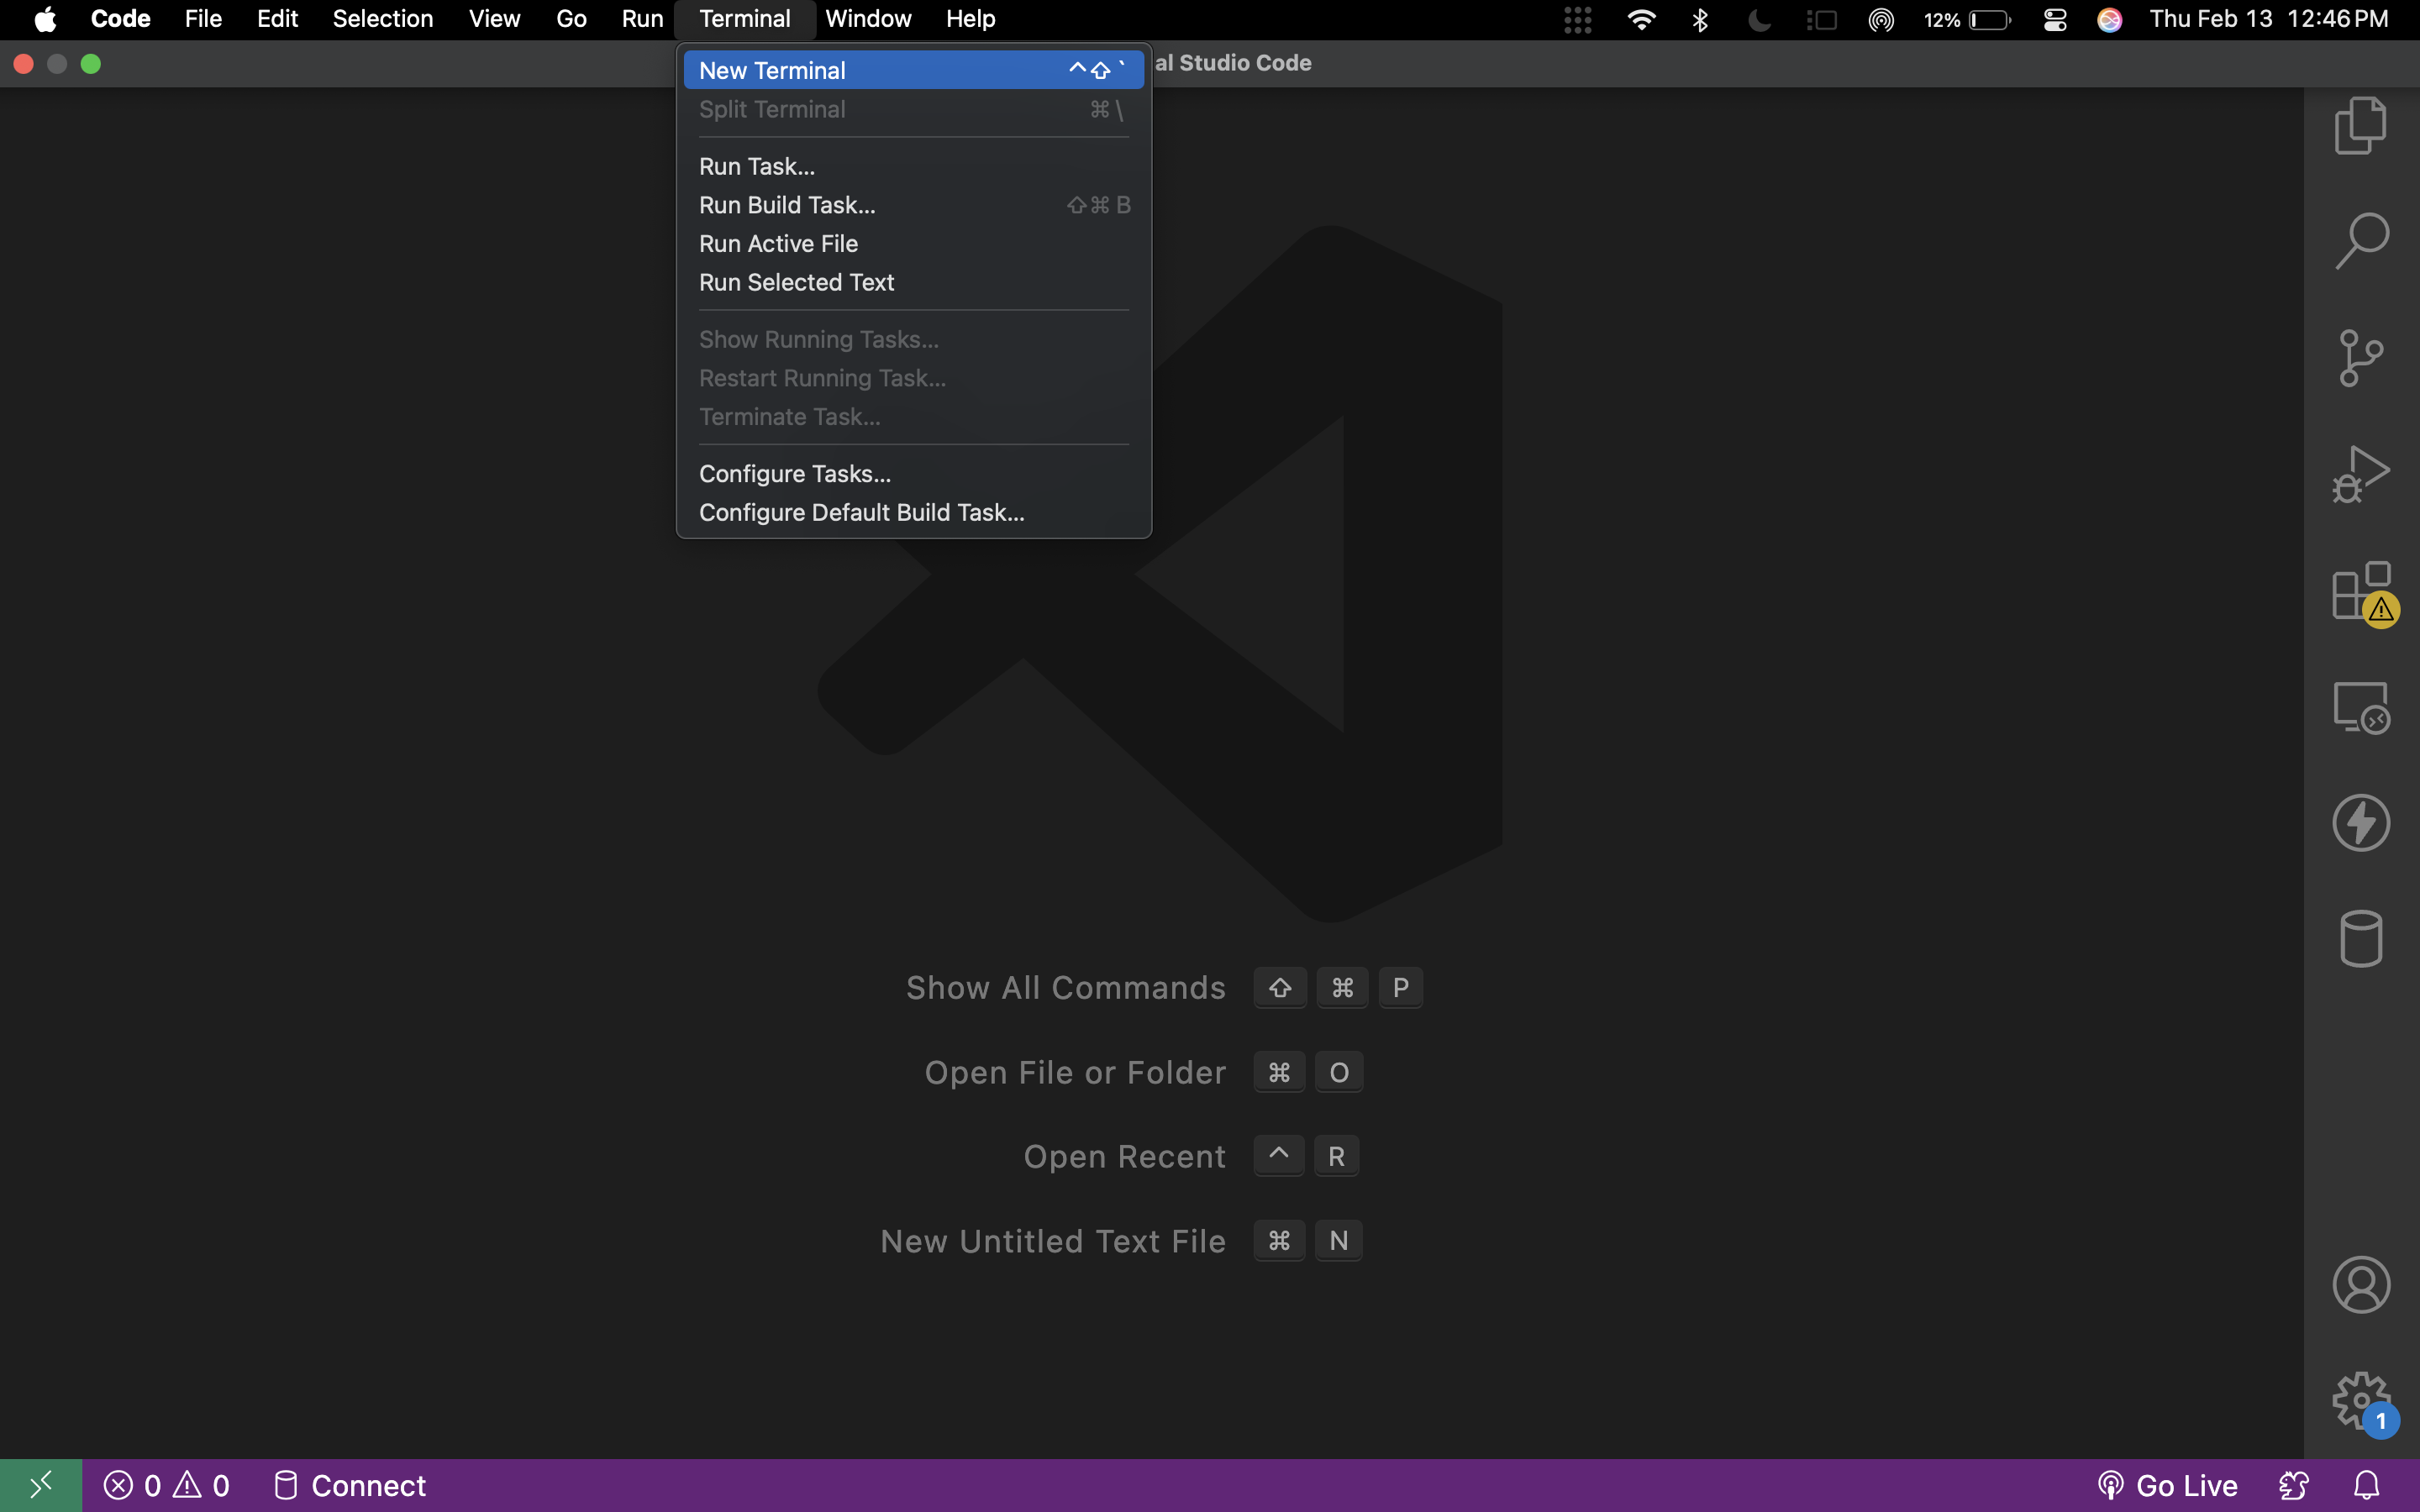 Code File Edit Selection View Go Run Terminal Window Help 12% Thu Feb 13 12:46 PM
al Studio Code
New Terminal ^⇧`
Split Terminal ⌘\
Run Task...
Run Build Task... ⇧⌘B
Run Active File
Run Selected Text
Show Running Tasks...
Restart Running Task...
Terminate Task...
Configure Tasks...
Configure Default Build Task...
Show All Commands ⇧ ⌘ P
Open File or Folder ⌘ O
Open Recent ^ R
New Untitled Text File ⌘ N
1
0 0 Connect Go Live